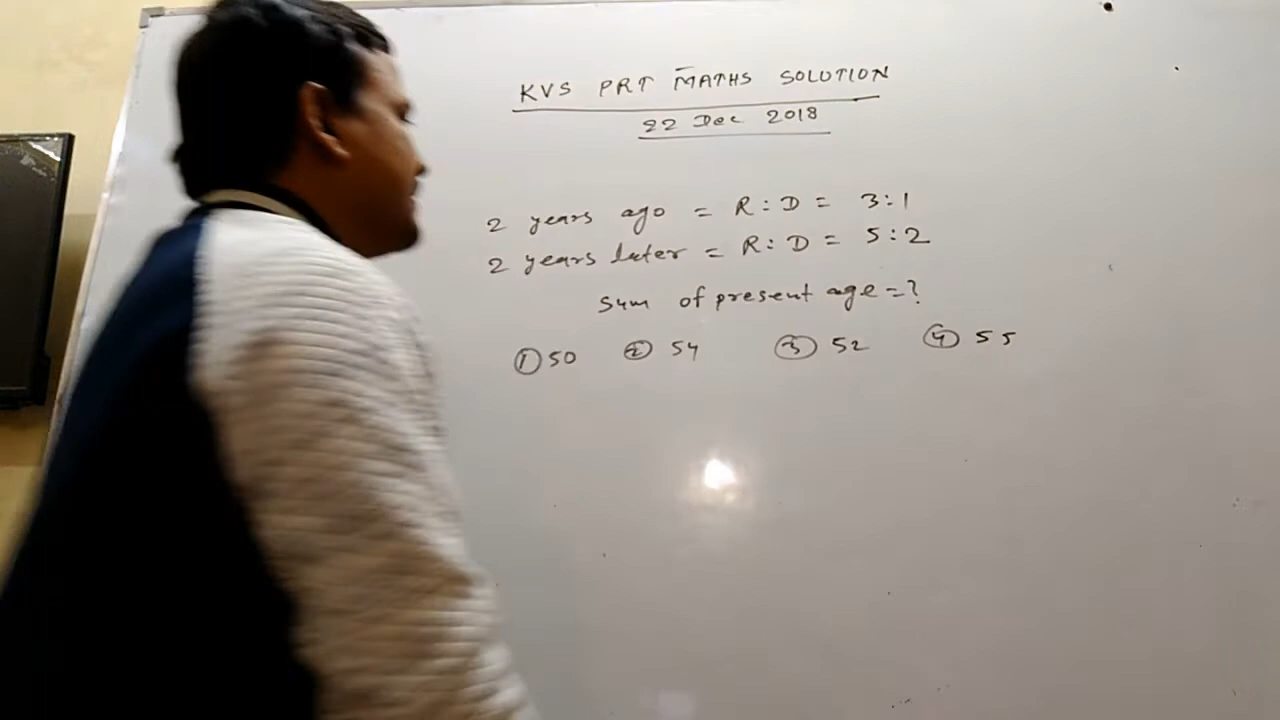 KVS PRT MATHS SOLUTION
22 Dec 2018
2 years ago = R:D = 3:1
2 years later = R:D = 5:2
Sum of present age=?
① 50 ② 54 ③ 52 ④ 55